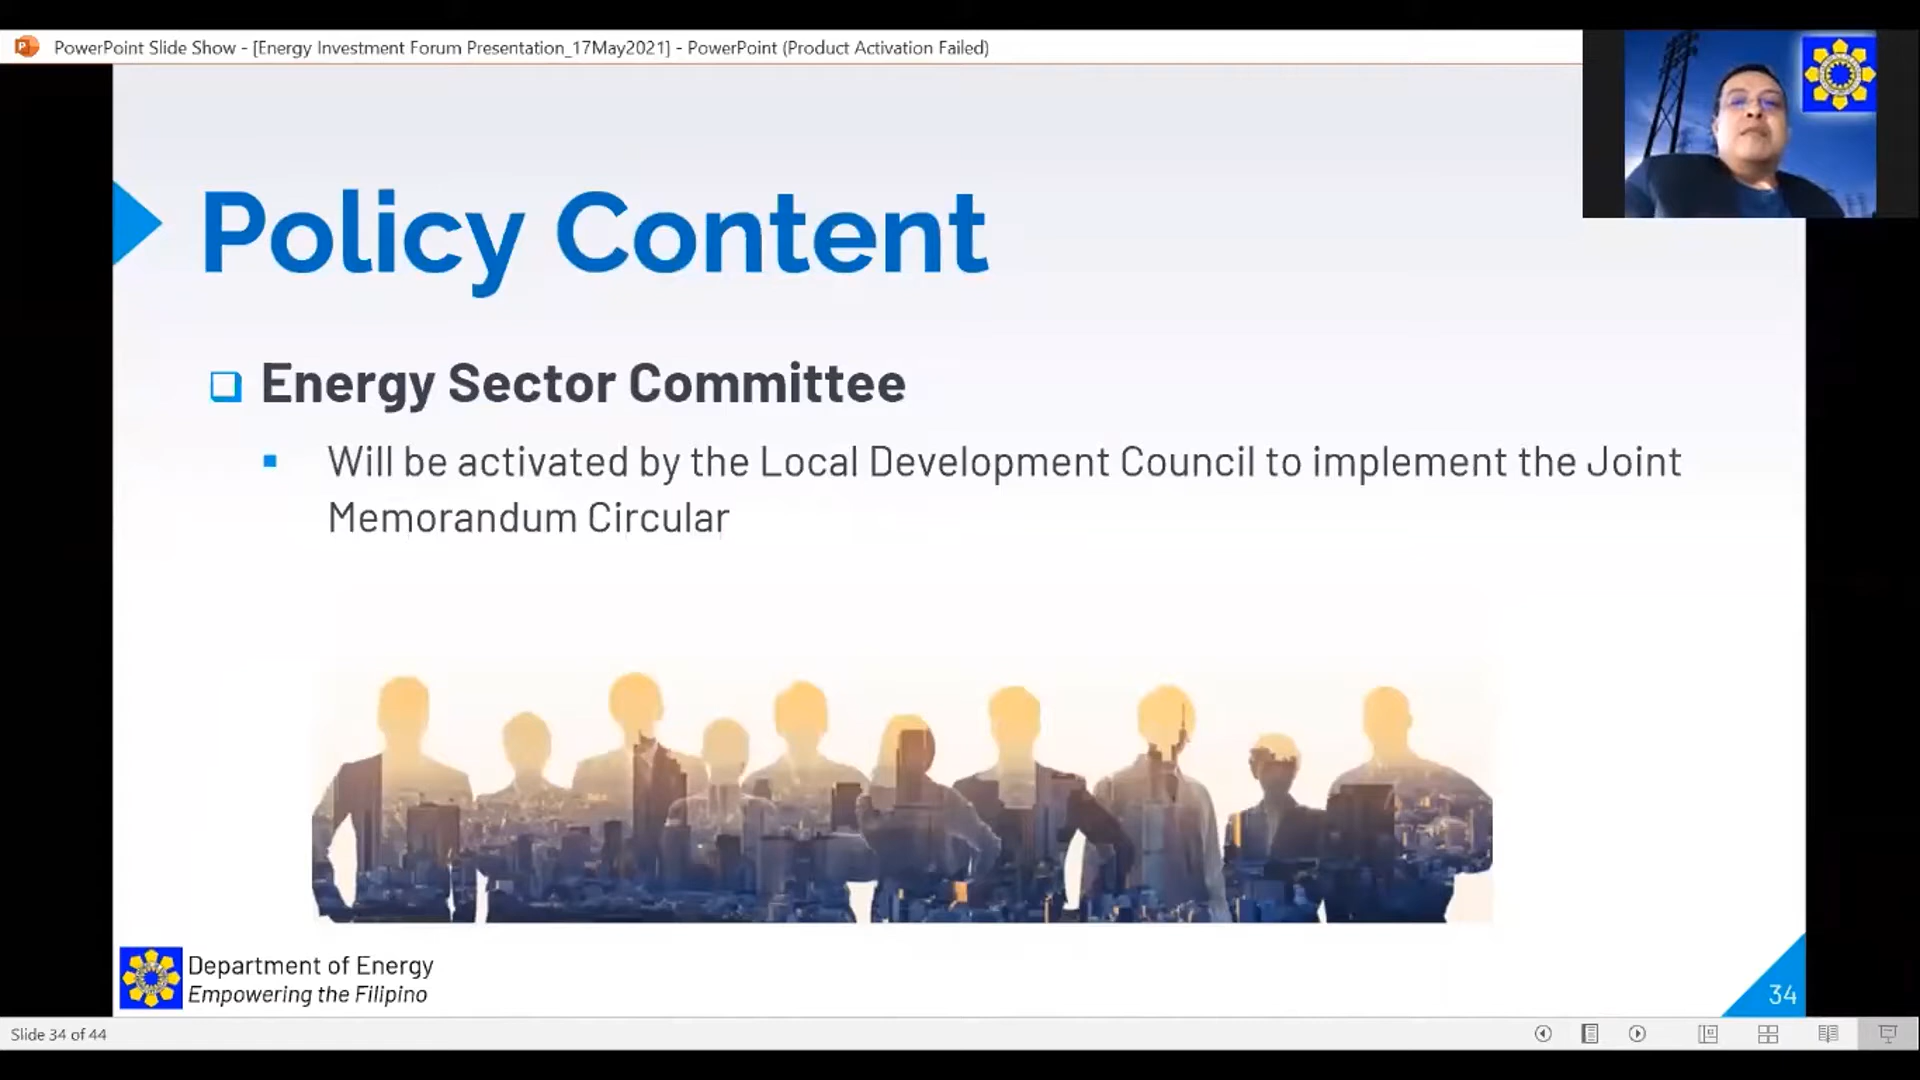 PowerPoint Slide Show - [Energy Investment Forum Presentation_17May2021] - PowerPoint (Product Activation Failed)
Policy Content
Energy Sector Committee
Will be activated by the Local Development Council to implement the Joint
Memorandum Circular
Department of Energy
Empowering the Filipino
34
Slide 34 of 44